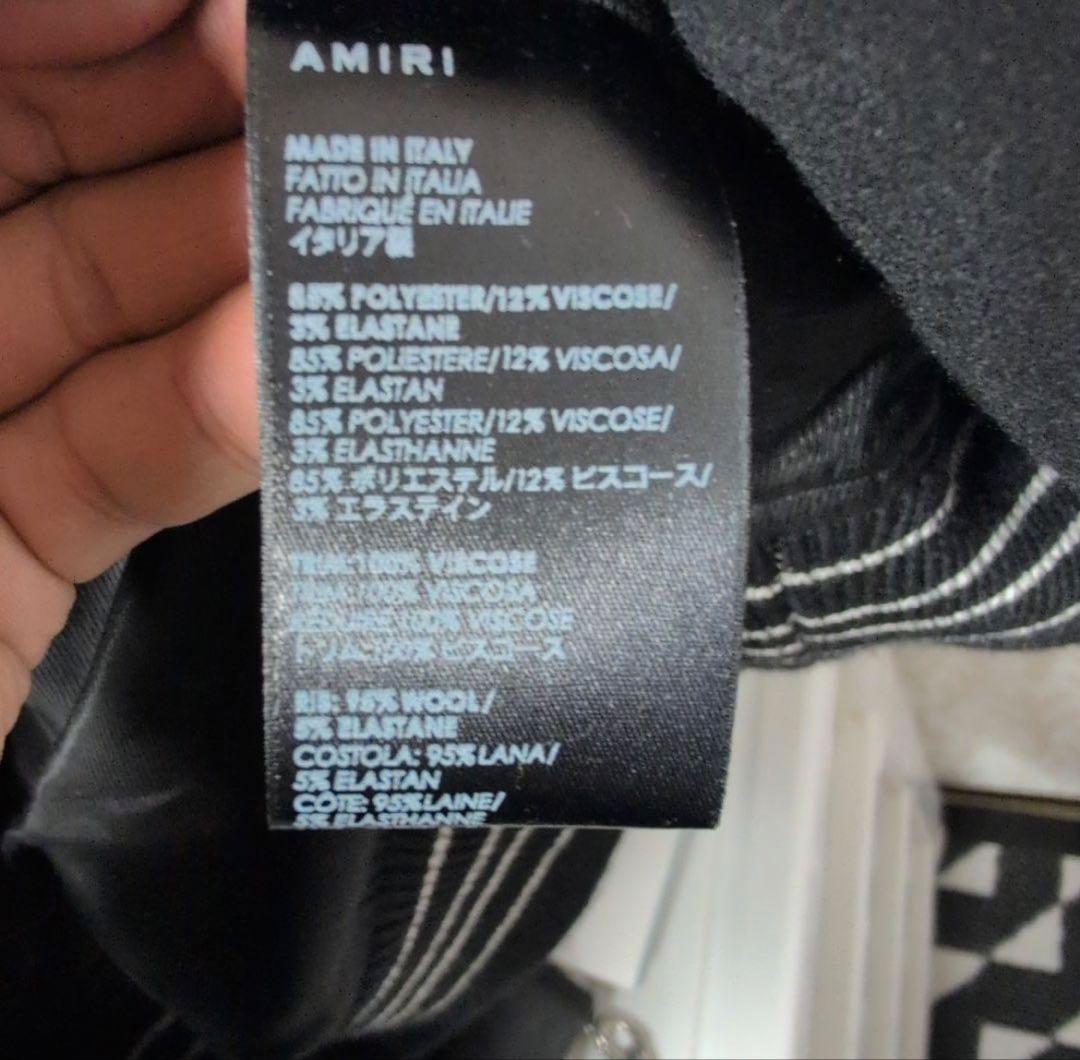 AMIRI
MADE IN ITALY
FATTO IN ITALIA
FABRIQUÉ EN ITALIE
イタリア製
85% POLYESTER/12% VISCOSE/
3% ELASTANE
85% POLIESTERE/12% VISCOSA/
3% ELASTAN
85% POLYESTER/12% VISCOSE/
3% ELASTHANNE
85% ポリエステル/12% ビスコース/
3% エラステイン
TRIM: 100% VISCOSE
TRIM: 100% VISCOSA
100% VISCOSE
トリム:100% ビスコース
RIB: 95% WOOL/
5% ELASTANE
COSTOLA: 95% LANA/
5% ELASTAN
CÔTE: 95% LAINE/
5% ELASTHANNE